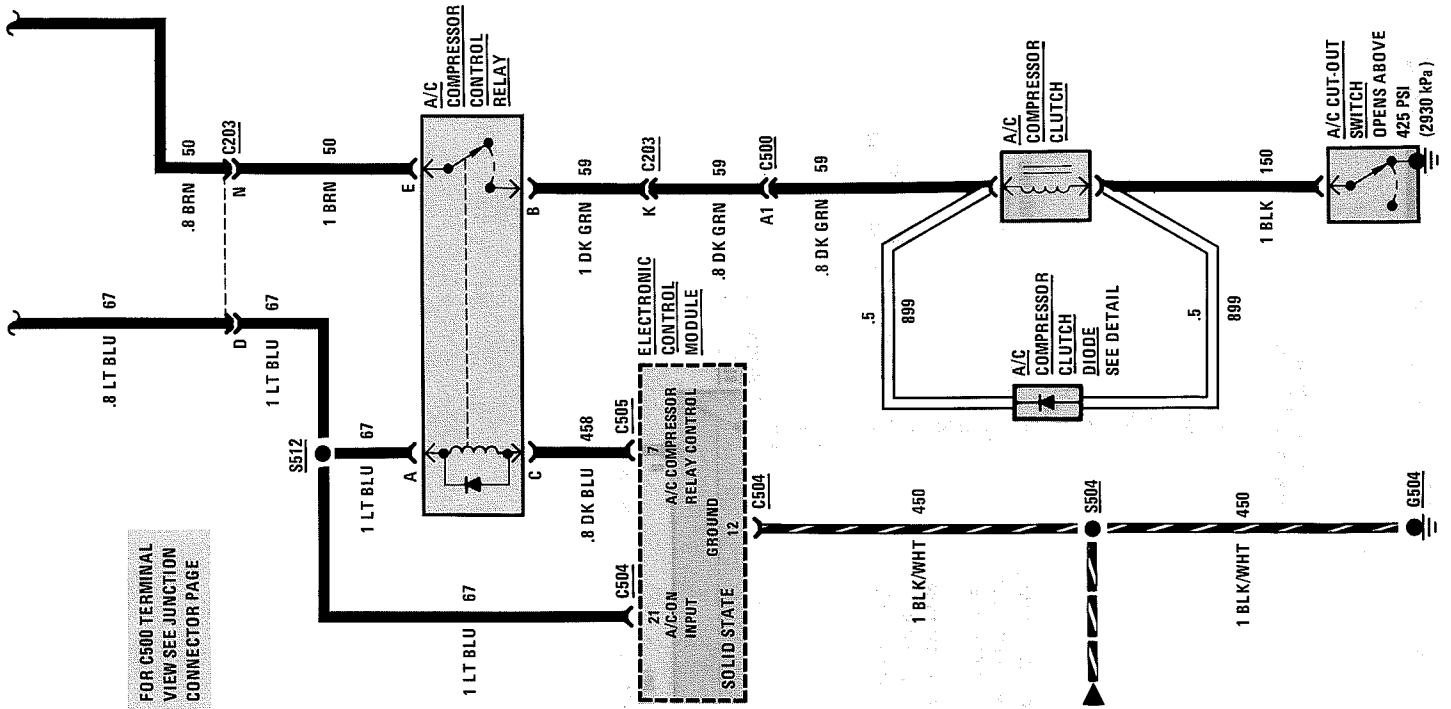 FOR C500 TERMINAL
VIEW SEE JUNCTION
CONNECTOR PAGE
.8 LT BLU
67
D
1 LT BLU
67
S512
1 LT BLU
67
A
1 LT BLU
67
.8 BRN
50
C203
N
1 BRN
50
E
A/C
COMPRESSOR
CONTROL
RELAY
B
C
.8 DK BLU
458
C505
C504
ELECTRONIC
CONTROL
MODULE
21
A/C-ON
INPUT
7
A/C COMPRESSOR
RELAY CONTROL
GROUND
12
SOLID STATE
C504
1 BLK/WHT
450
S504
1 BLK/WHT
450
G504
1 DK GRN
59
K
C203
.8 DK GRN
59
A1
C500
.8 DK GRN
59
A/C
COMPRESSOR
CLUTCH
.5
899
A/C
COMPRESSOR
CLUTCH
DIODE
SEE DETAIL
.5
899
1 BLK
150
A/C CUT-OUT
SWITCH
OPENS ABOVE
425 PSI
(2930 kPa)